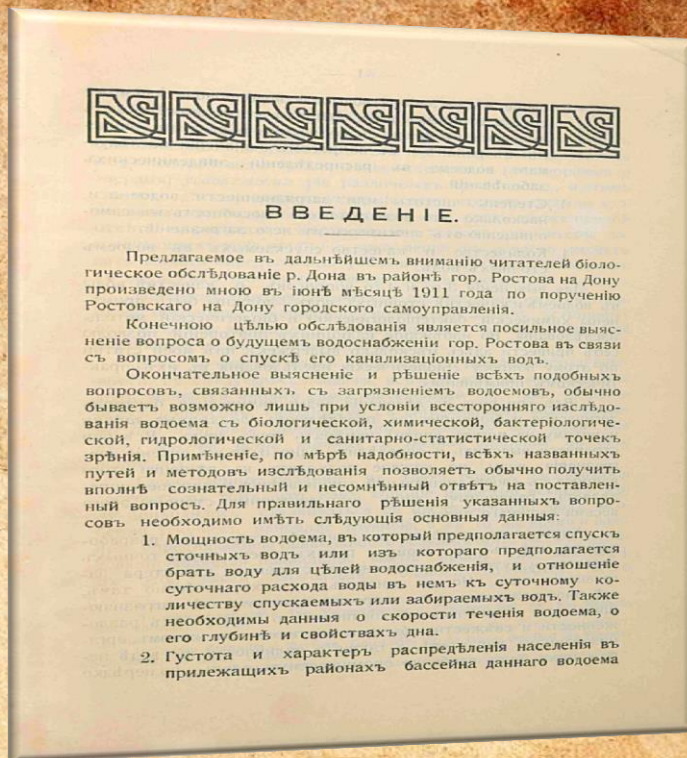 ВВЕДЕНІЕ.
Предлагаемое въ дальнѣйшемъ вниманію читателей біоло-
гическое обслѣдованіе р. Дона въ районѣ гор. Ростова на Дону
произведено мною въ іюнѣ мѣсяцѣ 1911 года по порученію
Ростовскаго на Дону городского самоуправленія.
Конечною цѣлью обслѣдованія является посильное выяс-
неніе вопроса о будущемъ водоснабженіи гор. Ростова въ связи
съ вопросомъ о спускѣ его канализаціонныхъ водъ.
Окончательное выясненіе и рѣшеніе всѣхъ подобныхъ
вопросовъ, связанныхъ съ загрязненіемъ водоемовъ, обычно
бываетъ возможно лишь при условіи всесторонняго изслѣдо-
ванія водоема съ біологической, химической, бактеріологиче-
ской, гидрологической и санитарно-статистической точекъ
зрѣнія. Примѣненіе, по мѣрѣ надобности, всѣхъ названныхъ
путей и методовъ изслѣдованія позволяетъ обычно получить
вполнѣ сознательный и несомнѣнный отвѣтъ на поставлен-
ный вопросъ. Для правильнаго рѣшенія указанныхъ вопро-
совъ необходимо имѣть слѣдующія основныя данныя:
1. Мощность водоема, въ который предполагается спускъ
сточныхъ водъ или изъ котораго предполагается
брать воду для цѣлей водоснабженія, и отношеніе
суточнаго расхода воды въ немъ къ суточному ко-
личеству спускаемыхъ или забираемыхъ водъ. Также
необходимы данныя о скорости теченія водоема, о
его глубинѣ и свойствахъ дна.
2. Густота и характеръ распредѣленія населенія въ
прилежащихъ районахъ бассейна даннаго водоема